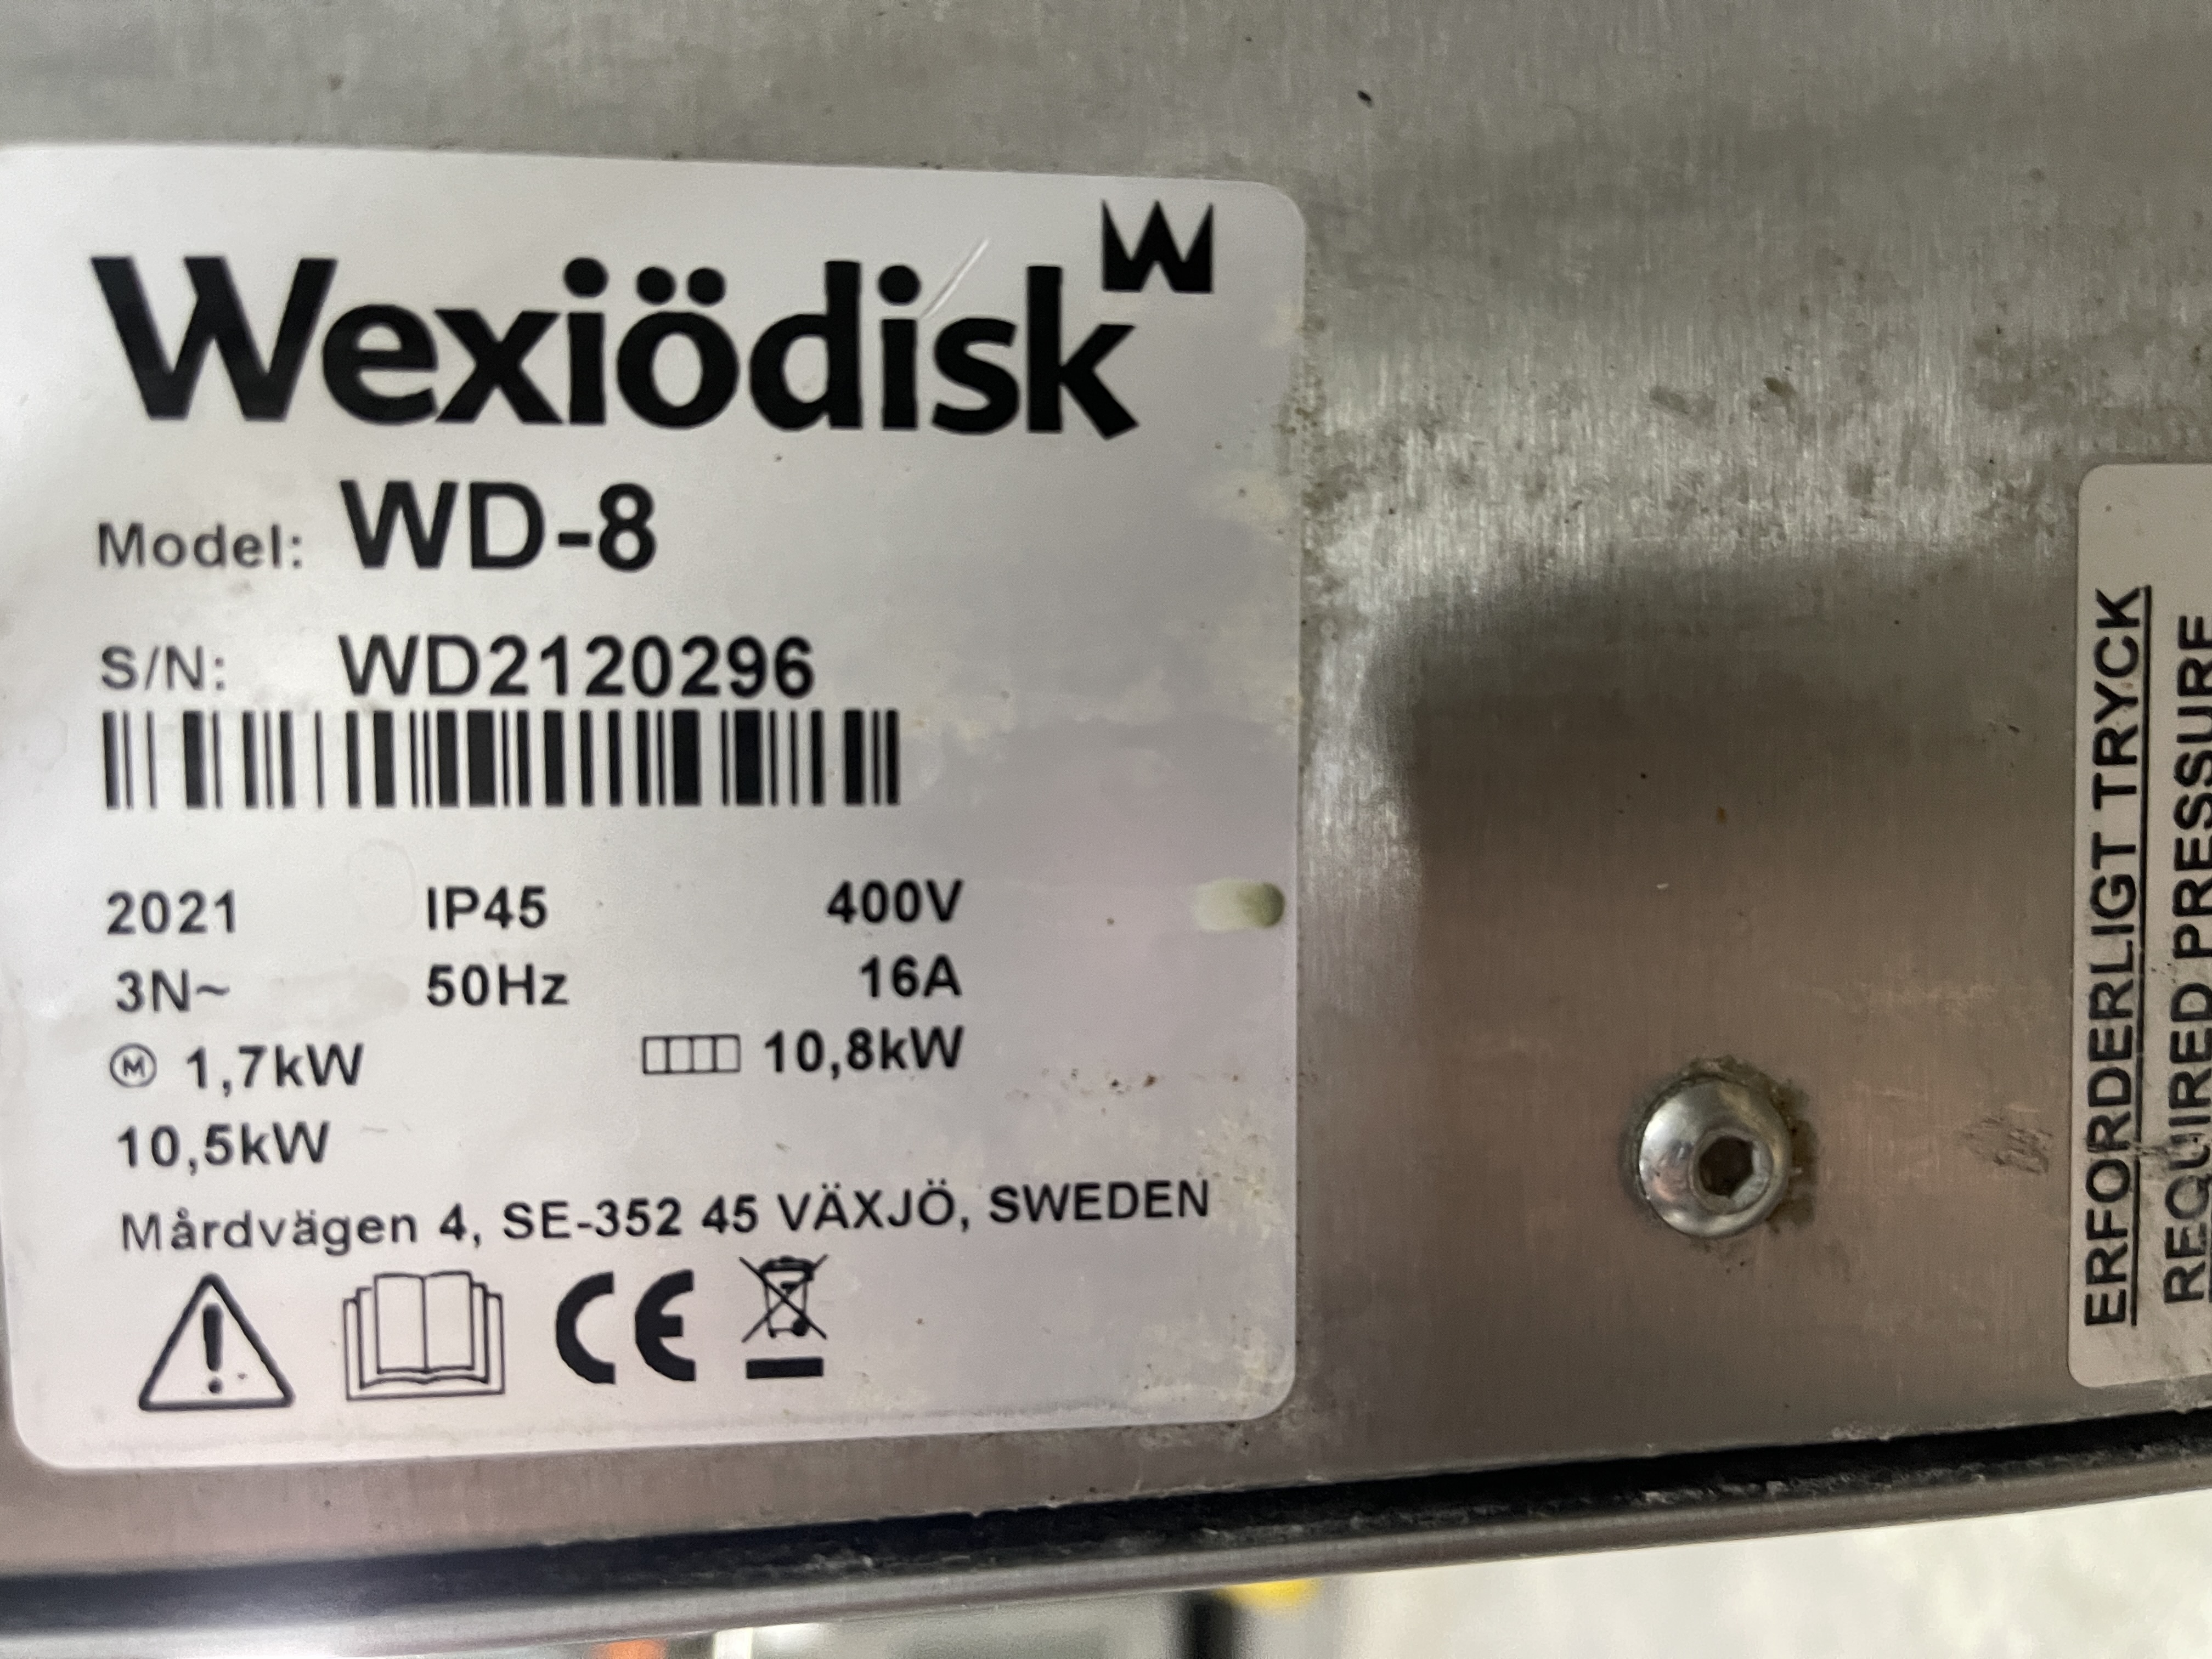 Wexiödisk
Model: WD-8
S/N: WD2120296
2021 IP45 400V
3N~ 50Hz 16A
M 1,7kW 10,8kW
10,5kW
Mårdvägen 4, SE-352 45 VÄXJÖ, SWEDEN
CE
ERFORDERLIGT TRYCK
REQUIRED PRESSURE